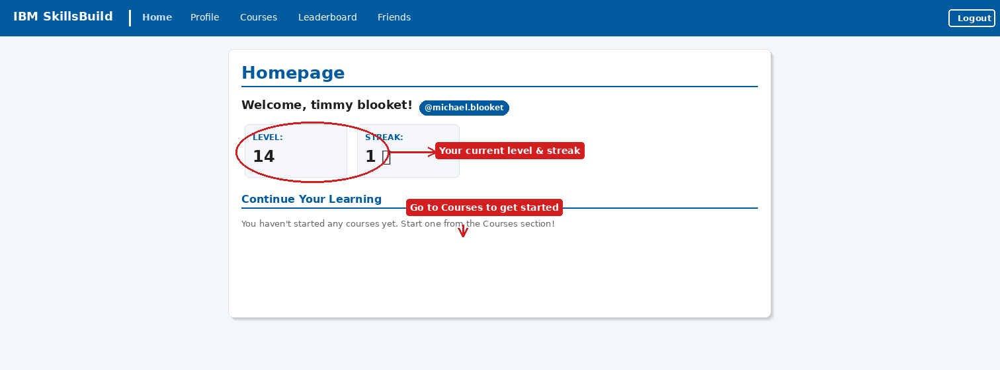 IBM SkillsBuild Home Profile Courses Leaderboard Friends Logout
Homepage
Welcome, timmy blooket! @michael.blooket
LEVEL: STREAK:
14 1
Your current level & streak
Continue Your Learning
Go to Courses to get started
You haven't started any courses yet. Start one from the Courses section!